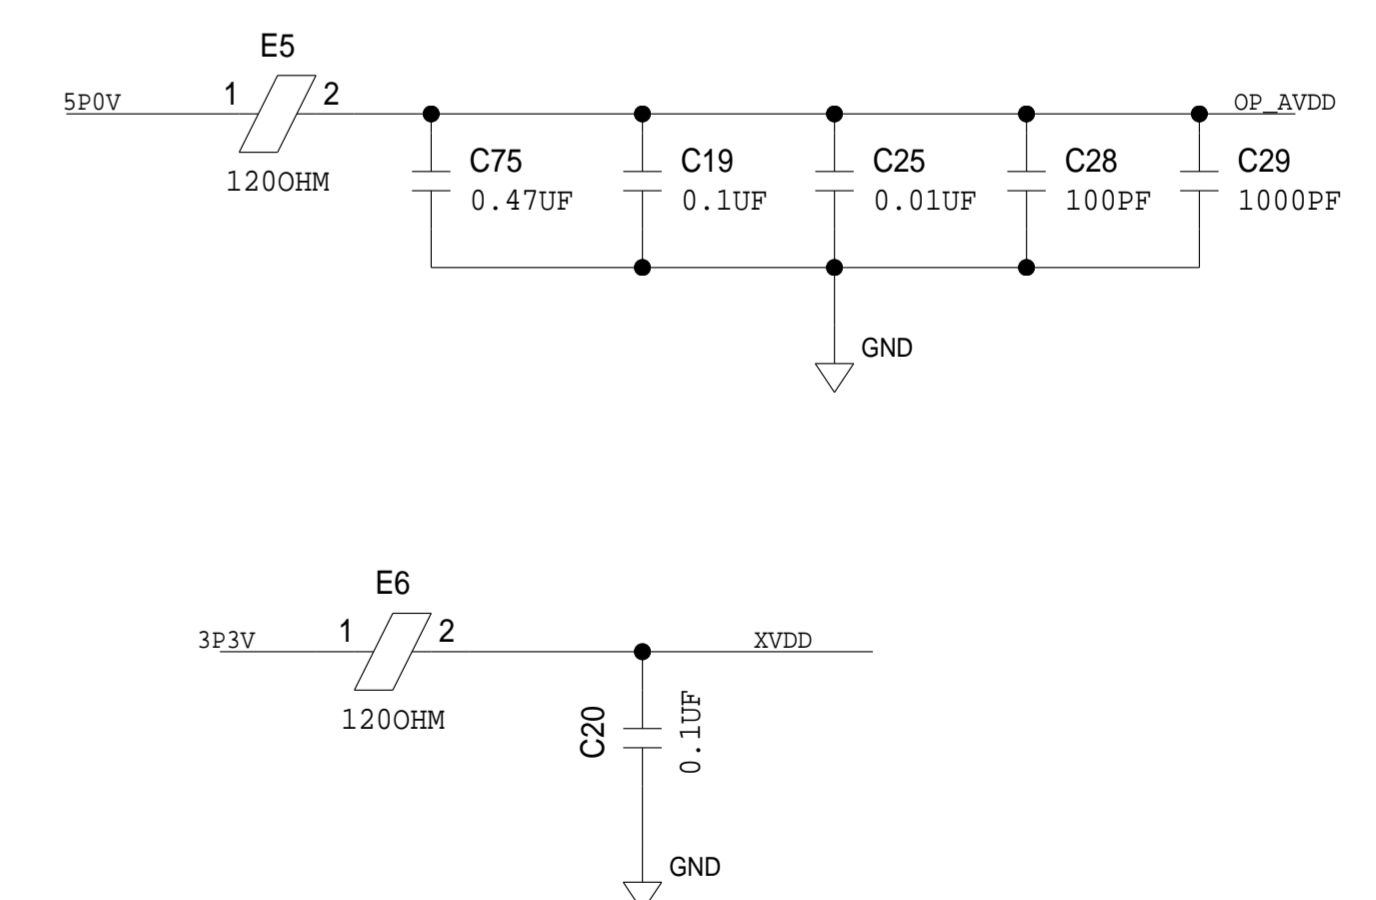 E5
1 2
5P0V OP_AVDD
120OHM
C75 C19 C25 C28 C29
0.47UF 0.1UF 0.01UF 100PF 1000PF
GND
E6
1 2
3P3V XVDD
120OHM
C20
0.1UF
GND